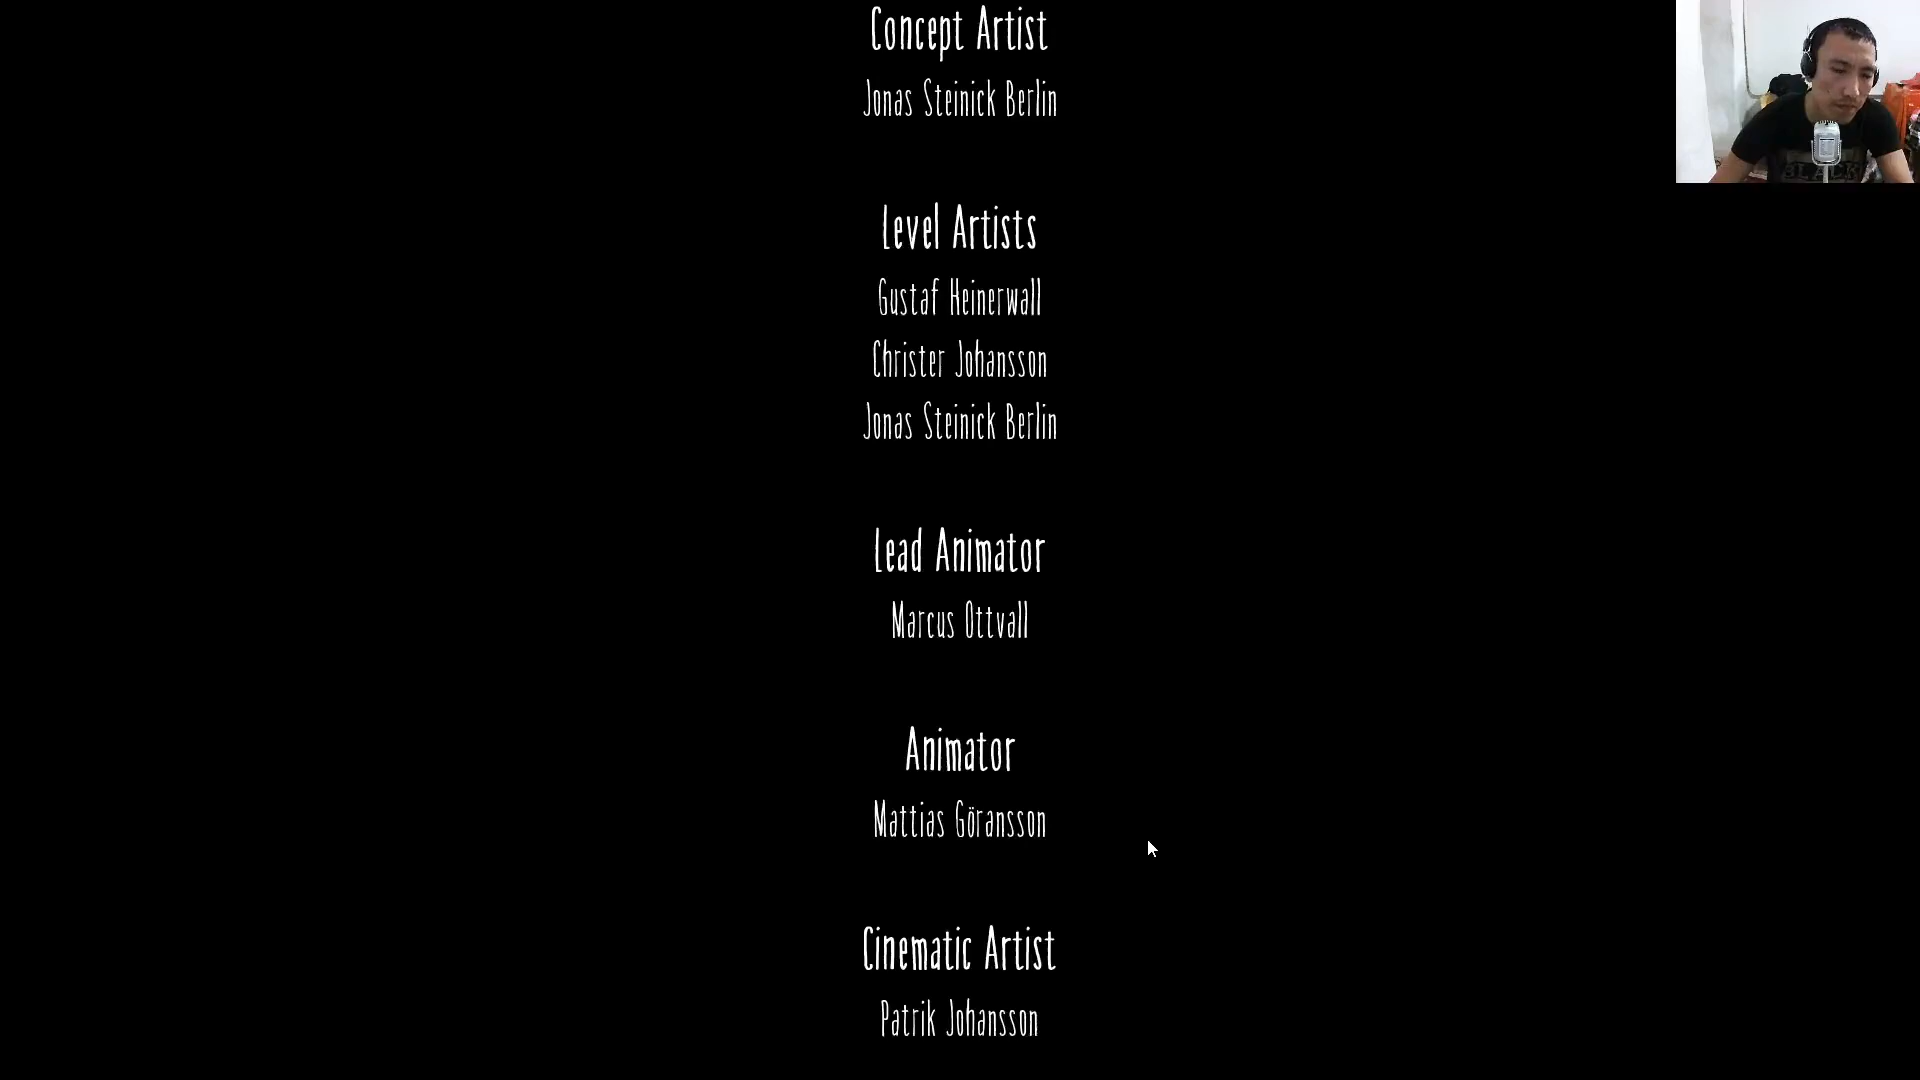 Concept Artist
Jonas Steinick Berlin
Level Artists
Gustaf Heinerwall
Christer Johansson
Jonas Steinick Berlin
Lead Animator
Marcus Ottvall
Animator
Mattias Göransson
Cinematic Artist
Patrik Johansson
BLACK